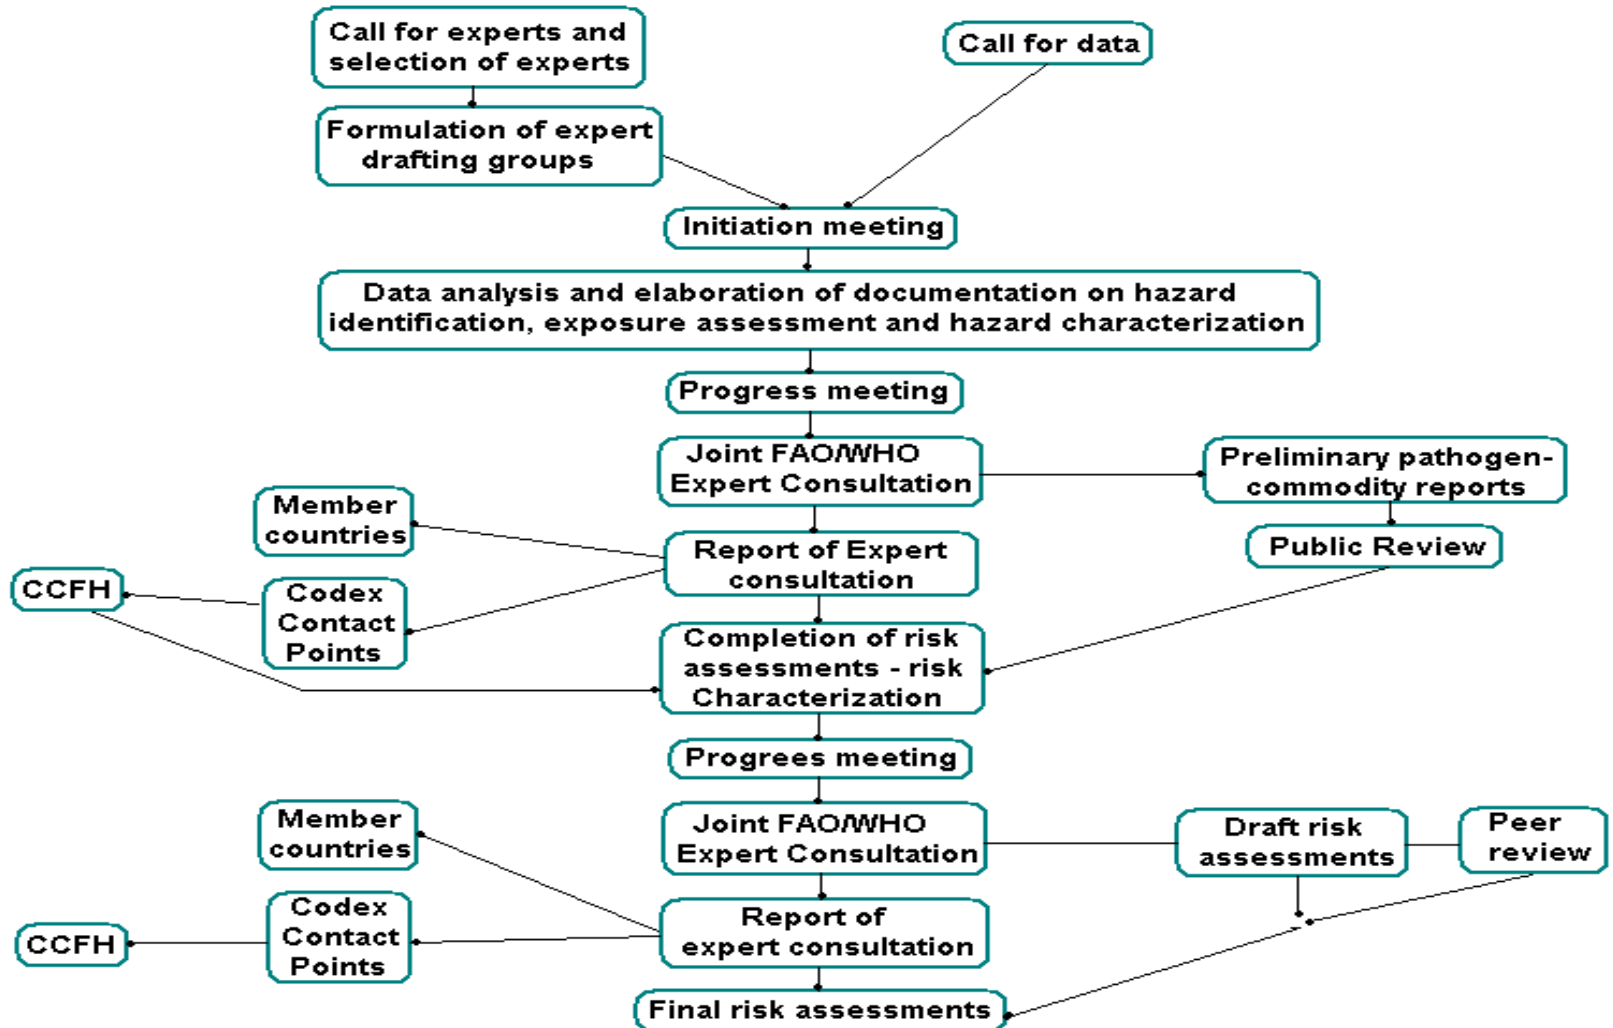 Call for experts and
selection of experts
Call for data
Formulation of expert
drafting groups
Initiation meeting
Data analysis and elaboration of documentation on hazard
identification, exposure assessment and hazard characterization
Progress meeting
Joint FAO/WHO
Expert Consultation
Preliminary pathogen-
commodity reports
Member
countries
Report of Expert
consultation
Public Review
CCFH
Codex
Contact
Points
Completion of risk
assessments - risk
Characterization
Progrees meeting
Member
countries
Joint FAO/WHO
Expert Consultation
Draft risk
assessments
Peer
review
Codex
Contact
Points
CCFH
Report of
expert consultation
Final risk assessments